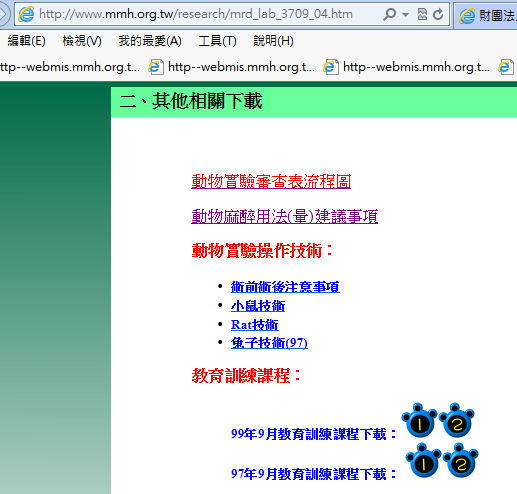 http://www.mmh.org.tw/research/mrd_lab_3709_04.htm
財團法人
編輯(E) 檢視(V) 我的最愛(A) 工具(T) 說明(H)
ttp--webmis.mmh.org.t... http--webmis.mmh.org.t... http--webmis.mmh.org.t...
二、其他相關下載
動物實驗審查表流程圖
動物麻醉用法(量)建議事項
動物實驗操作技術：
術前術後注意事項
小鼠技術
Rat技術
兔子技術(97)
教育訓練課程：
99年9月教育訓練課程下載： 1 2
97年9月教育訓練課程下載： 1 2